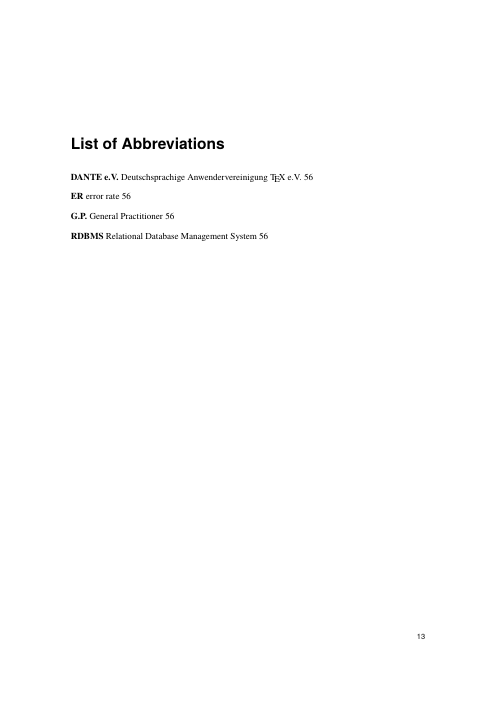 List of Abbreviations
DANTE e.V. Deutschsprachige Anwendervereinigung TEX e.V. 56
ER error rate 56
G.P. General Practitioner 56
RDBMS Relational Database Management System 56
13